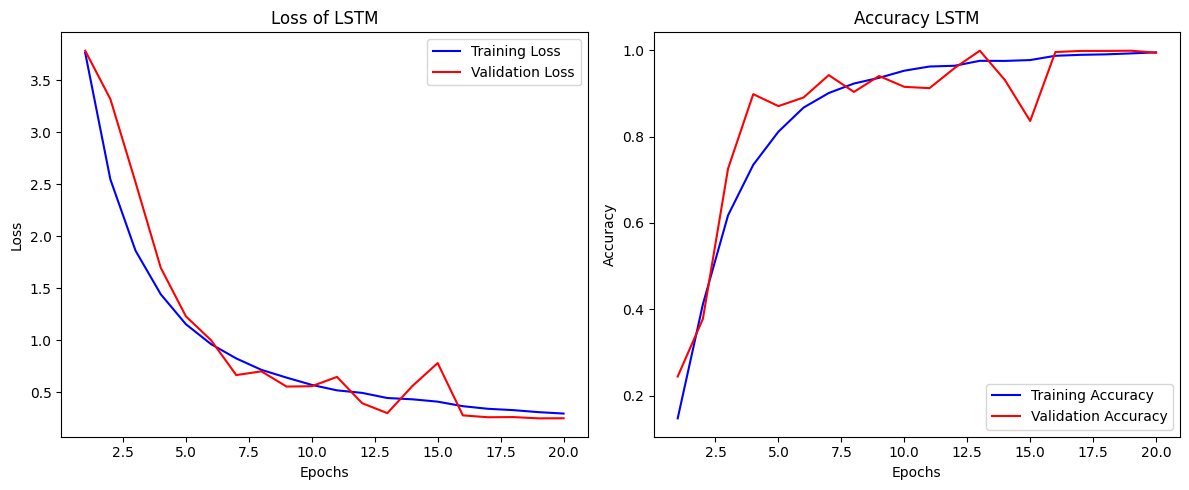 Loss of LSTM
Training Loss
Validation Loss
3.5
3.0
2.5
2.0
1.5
1.0
0.5
Loss
2.5 5.0 7.5 10.0 12.5 15.0 17.5 20.0
Epochs
Accuracy LSTM
1.0
0.8
0.6
0.4
0.2
Accuracy
Training Accuracy
Validation Accuracy
2.5 5.0 7.5 10.0 12.5 15.0 17.5 20.0
Epochs